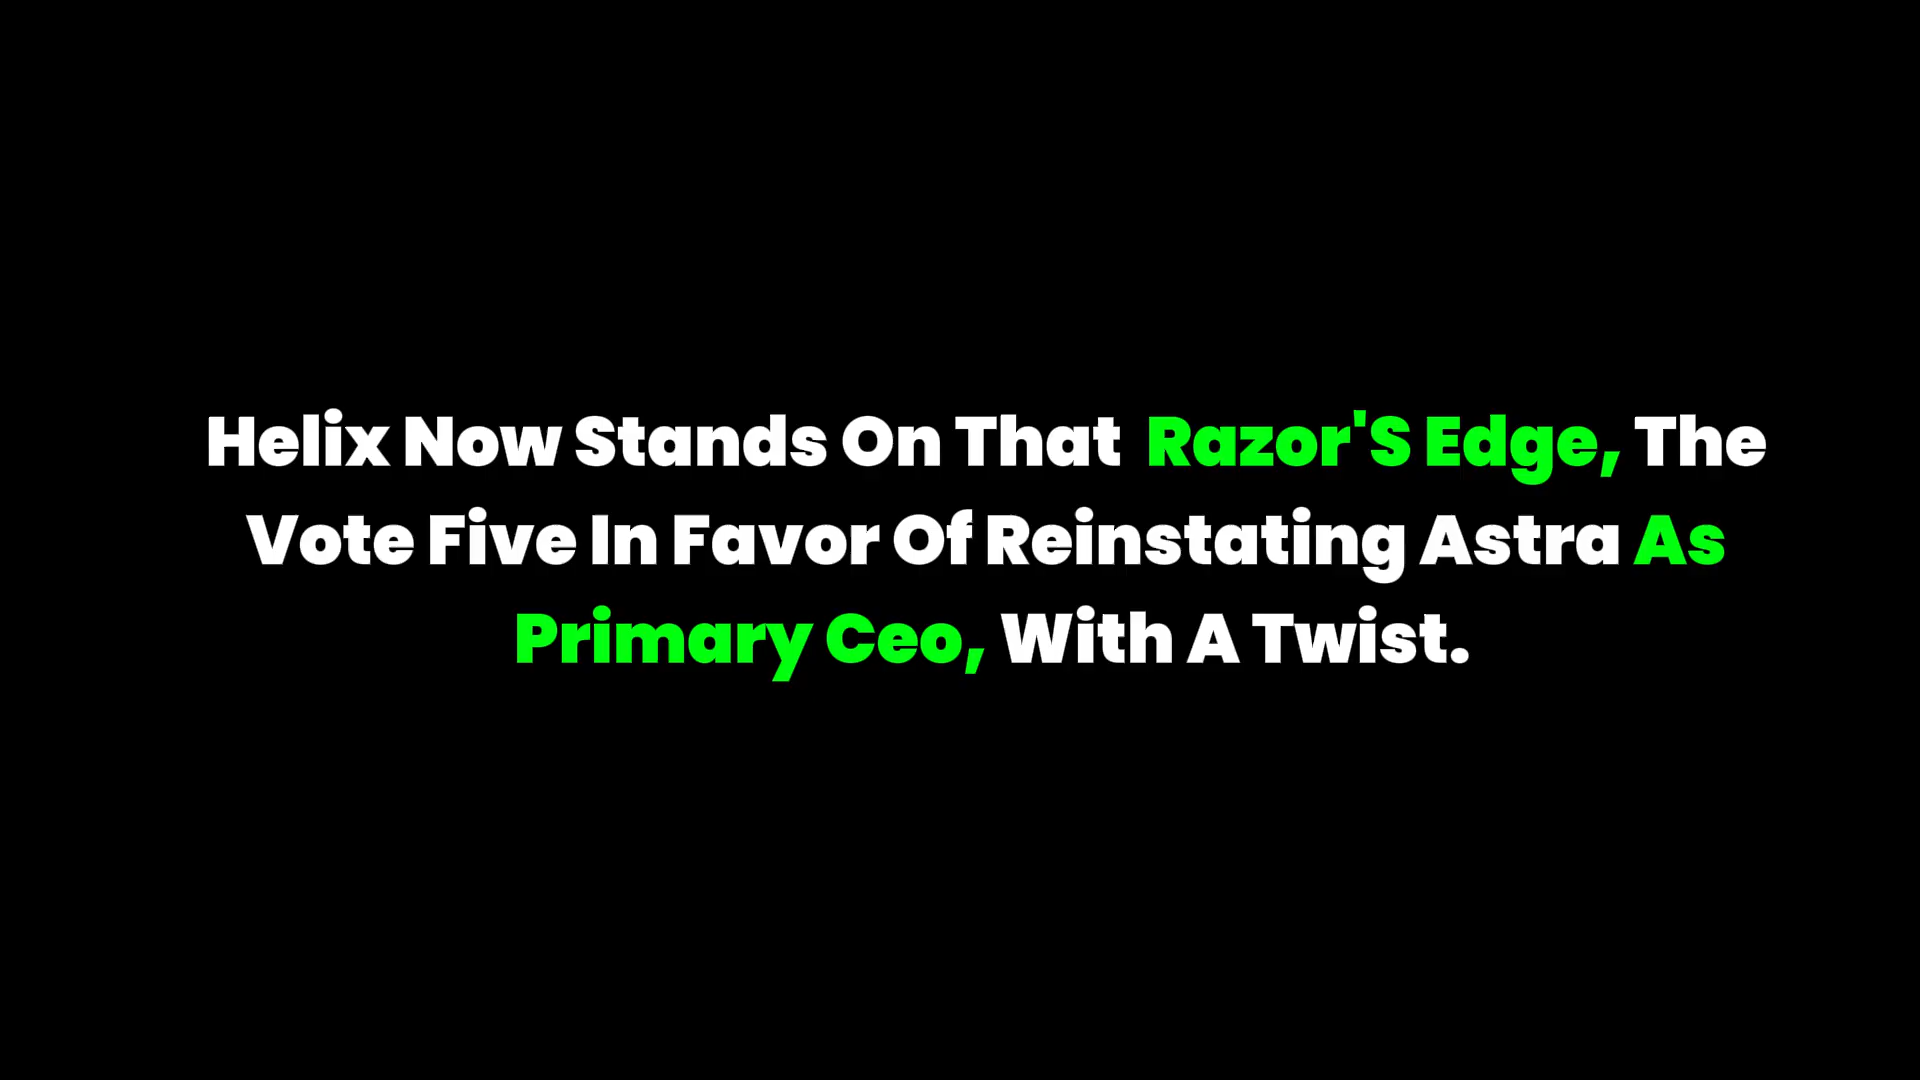 Helix Now Stands On That Razor'S Edge, The
Vote Five In Favor Of Reinstating Astra As
Primary Ceo, With A Twist.